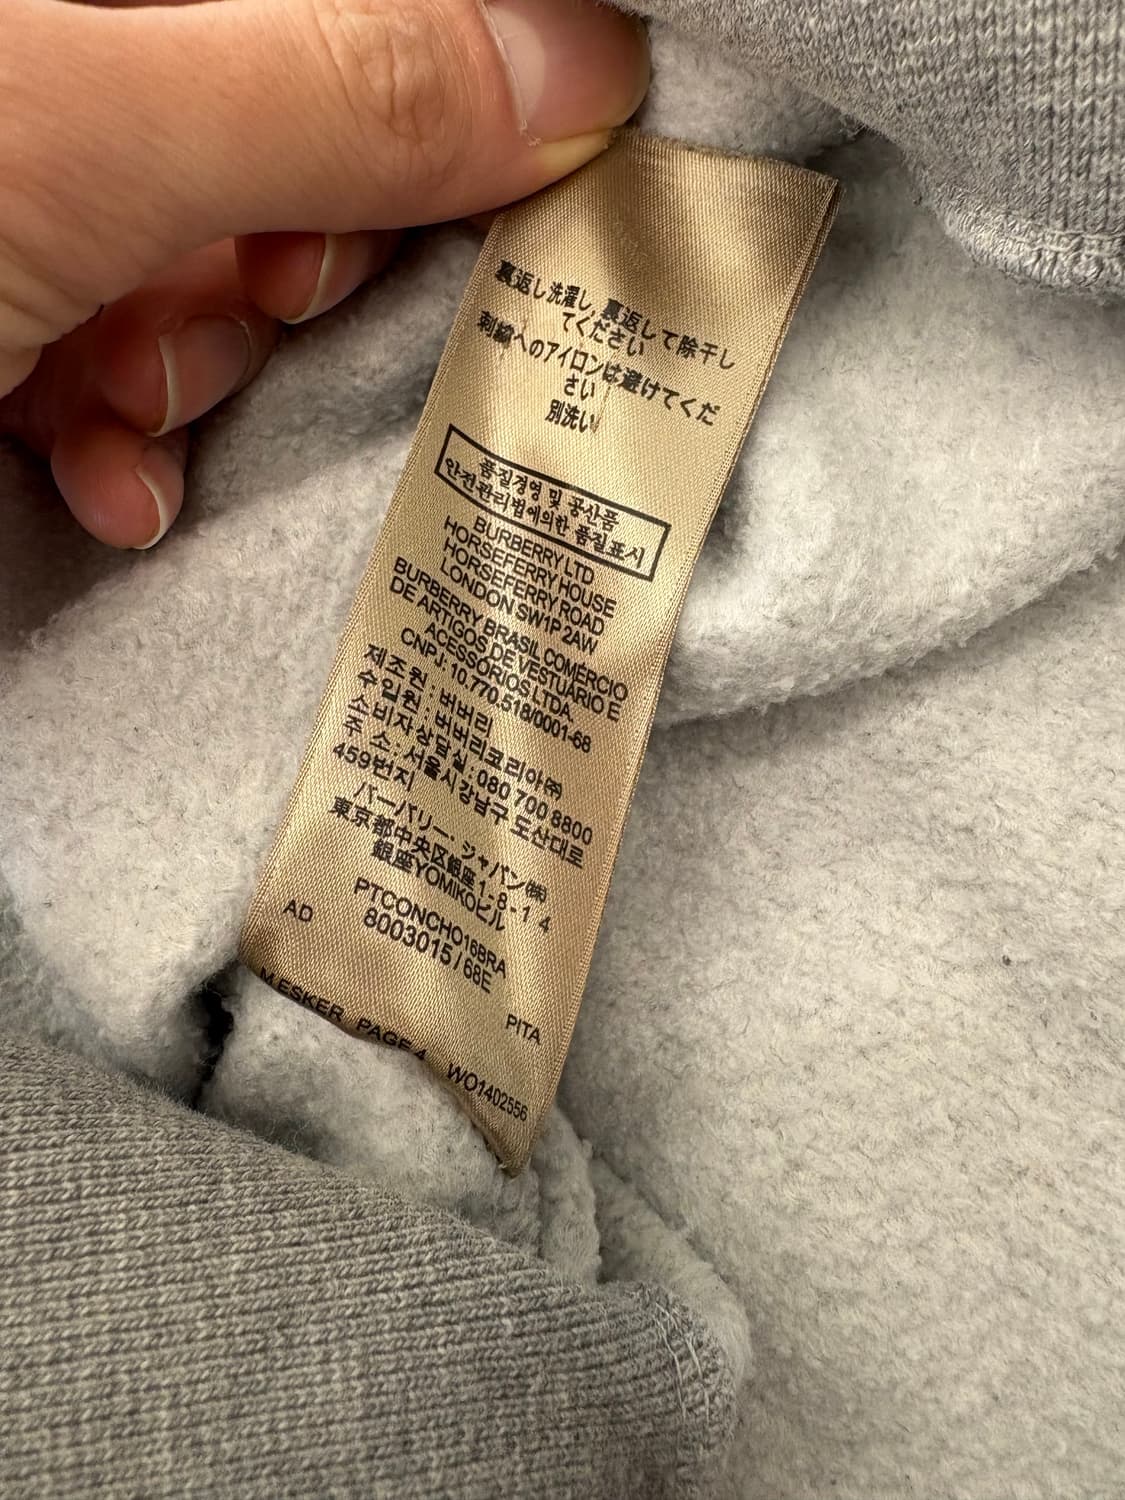 裏返し洗濯し,裏返して陰干し
てください
刺繍へのアイロンは避けてくだ
さい
別洗い
품질경영 및 공산품
안전관리법에의한 품질표시
BURBERRY LTD
HORSEFERRY HOUSE
HORSEFERRY ROAD
LONDON SW1P 2AW
BURBERRY BRASIL COMÉRCIO
DE ARTIGOS DE VESTUÁRIO E
ACESSÓRIOS LTDA
CNPJ: 10.770.518/0001-68
제조원 : 버버리
수입원 : 버버리코리아㈜
소비자상담실 : 080 700 8800
주 소 : 서울시 강남구 도산대로
459번지
バーバリー・ジャパン㈱
東京都中央区銀座1-8-14
銀座YOMIKOビル
PTCONCHO16BRA
8003015 / 68E
AD
PITA
M.ESKER PAGE 4 WO1402556